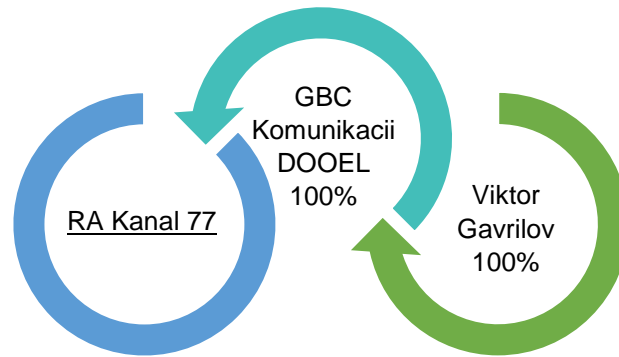 RA Kanal 77
GBC
Komunikacii
DOOEL
100%
Viktor
Gavrilov
100%